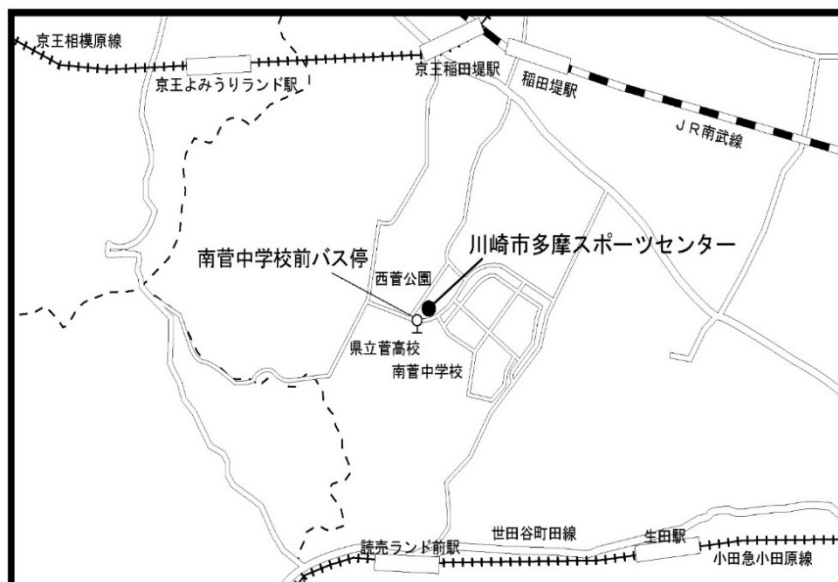 京王相模原線
京王よみうりランド駅
京王稲田堤駅
稲田堤駅
ＪＲ南武線
南菅中学校前バス停
西菅公園
川崎市多摩スポーツセンター
県立菅高校
南菅中学校
読売ランド前駅
世田谷町田線
生田駅
小田急小田原線